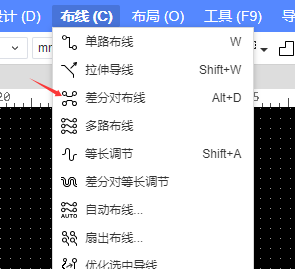 设计 (D) 布线 (C) 布局 (O) 工具 (F9) 导
mm
单路布线 W
拉伸导线 Shift+W
20
差分对布线 Alt+D
多路布线
等长调节 Shift+A
差分对等长调节
AUTO 自动布线...
扇出布线...
优化选中导线